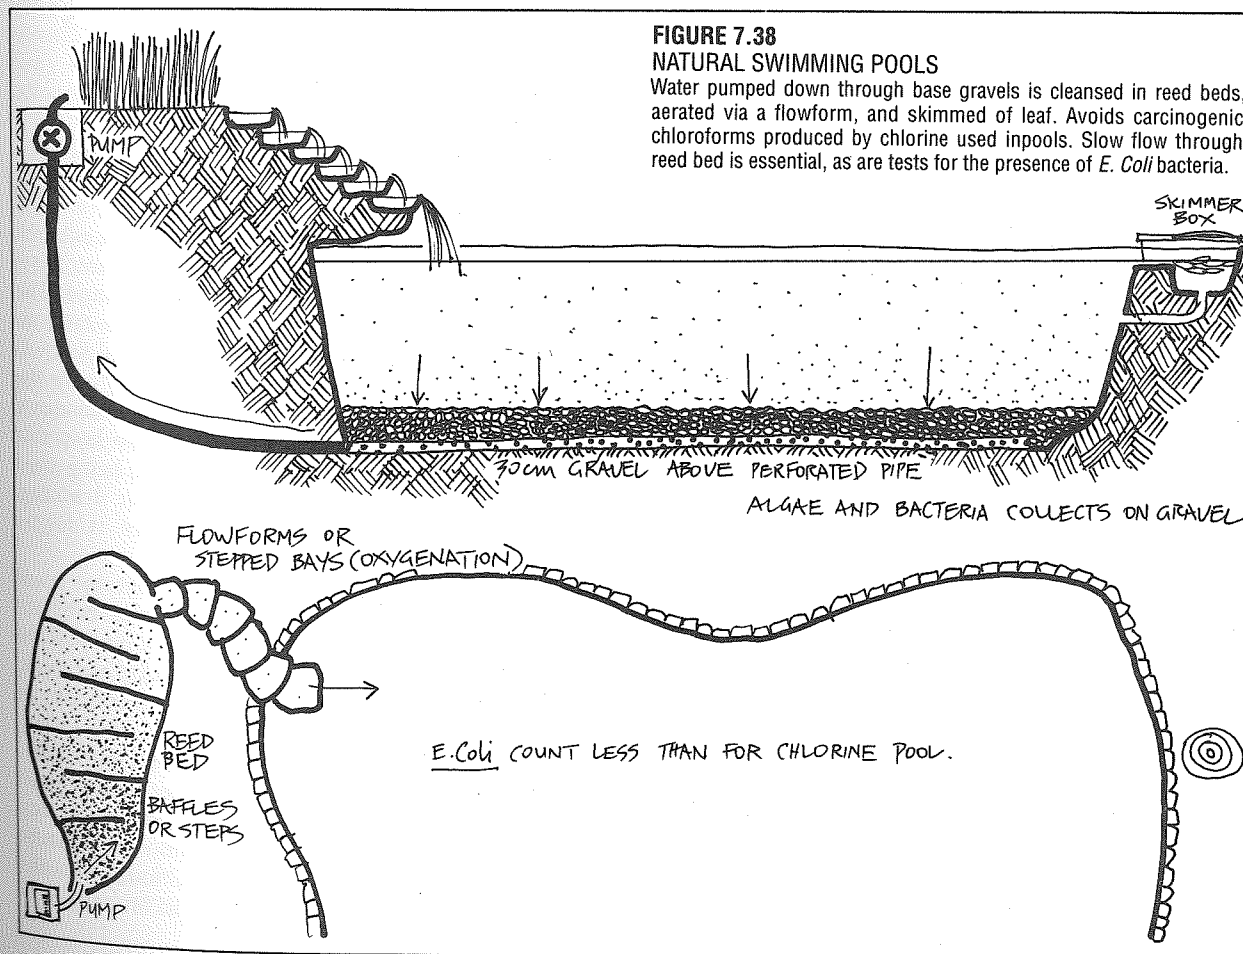 FIGURE 7.38
NATURAL SWIMMING POOLS
Water pumped down through base gravels is cleansed in reed beds,
aerated via a flowform, and skimmed of leaf. Avoids carcinogenic
chloroforms produced by chlorine used inpools. Slow flow through
reed bed is essential, as are tests for the presence of E. Coli bacteria.
PUMP
SKIMMER
BOX
30cm GRAVEL ABOVE PERFORATED PIPE
ALGAE AND BACTERIA COLLECTS ON GRAVEL
FLOWFORMS OR
STEPPED BAYS (OXYGENATION)
REED
BED
E.Coli COUNT LESS THAN FOR CHLORINE POOL.
BAFFLES
OR STEPS
PUMP